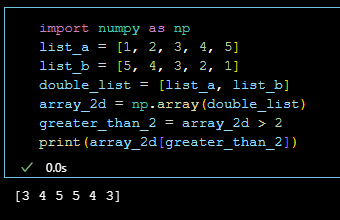 import numpy as np
list_a = [1, 2, 3, 4, 5]
list_b = [5, 4, 3, 2, 1]
double_list = [list_a, list_b]
array_2d = np.array(double_list)
greater_than_2 = array_2d > 2
print(array_2d[greater_than_2])
0.0s
[3 4 5 5 4 3]